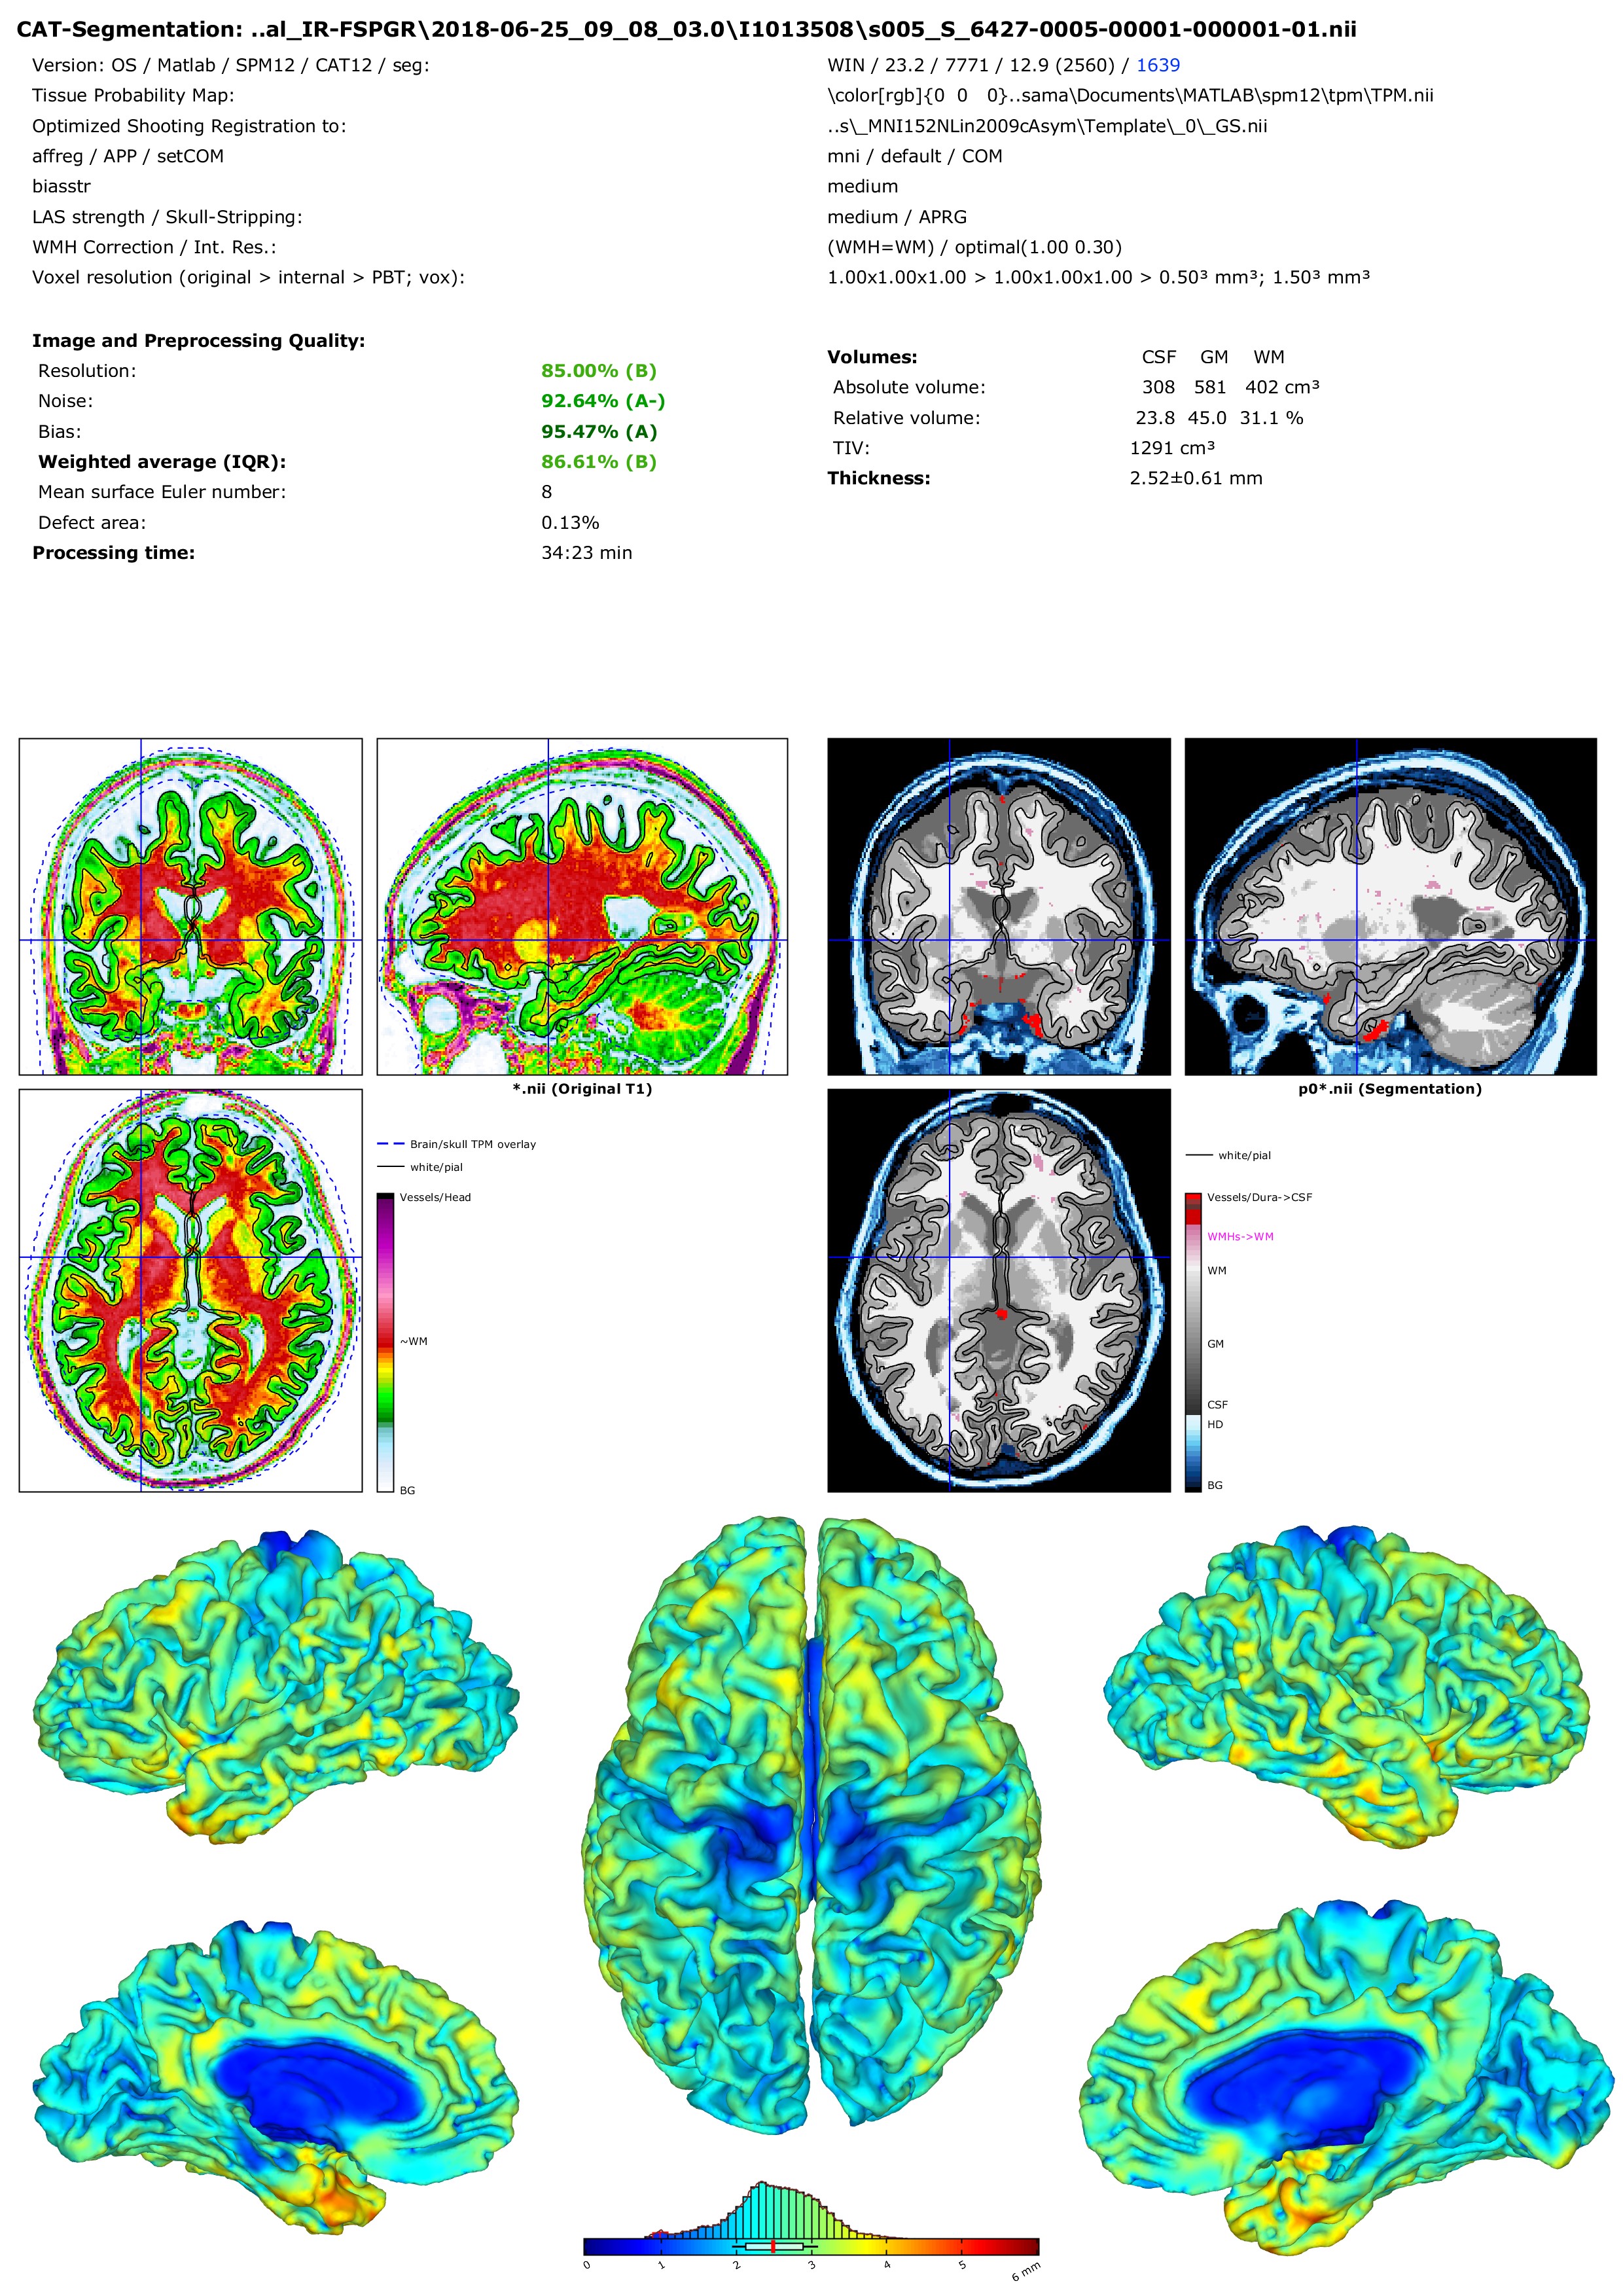 CAT-Segmentation: ..al_IR-FSPGR\2018-06-25_09_08_03.0\I1013508\s005_S_6427-0005-00001-000001-01.nii
Version: OS / Matlab / SPM12 / CAT12 / seg: WIN / 23.2 / 7771 / 12.9 (2560) / 1639
Tissue Probability Map: \color[rgb]{0 0 0}..sama\Documents\MATLAB\spm12\tpm\TPM.nii
Optimized Shooting Registration to: ..s\_MNI152NLin2009cAsym\Template\_0\_GS.nii
affreg / APP / setCOM mni / default / COM
biasstr medium
LAS strength / Skull-Stripping: medium / APRG
WMH Correction / Int. Res.: (WMH=WM) / optimal(1.00 0.30)
Voxel resolution (original > internal > PBT; vox): 1.00x1.00x1.00 > 1.00x1.00x1.00 > 0.50³ mm³; 1.50³ mm³
Image and Preprocessing Quality:
Resolution: 85.00% (B)
Noise: 92.64% (A-)
Bias: 95.47% (A)
Weighted average (IQR): 86.61% (B)
Mean surface Euler number: 8
Defect area: 0.13%
Processing time: 34:23 min
Volumes: CSF GM WM
Absolute volume: 308 581 402 cm³
Relative volume: 23.8 45.0 31.1 %
TIV: 1291 cm³
Thickness: 2.52±0.61 mm
*.nii (Original T1)
Brain/skull TPM overlay
white/pial
Vessels/Head
~WM
BG
p0*.nii (Segmentation)
white/pial
Vessels/Dura->CSF
WMHs->WM
WM
GM
CSF
HD
BG
0 1 2 3 4 5 6 mm